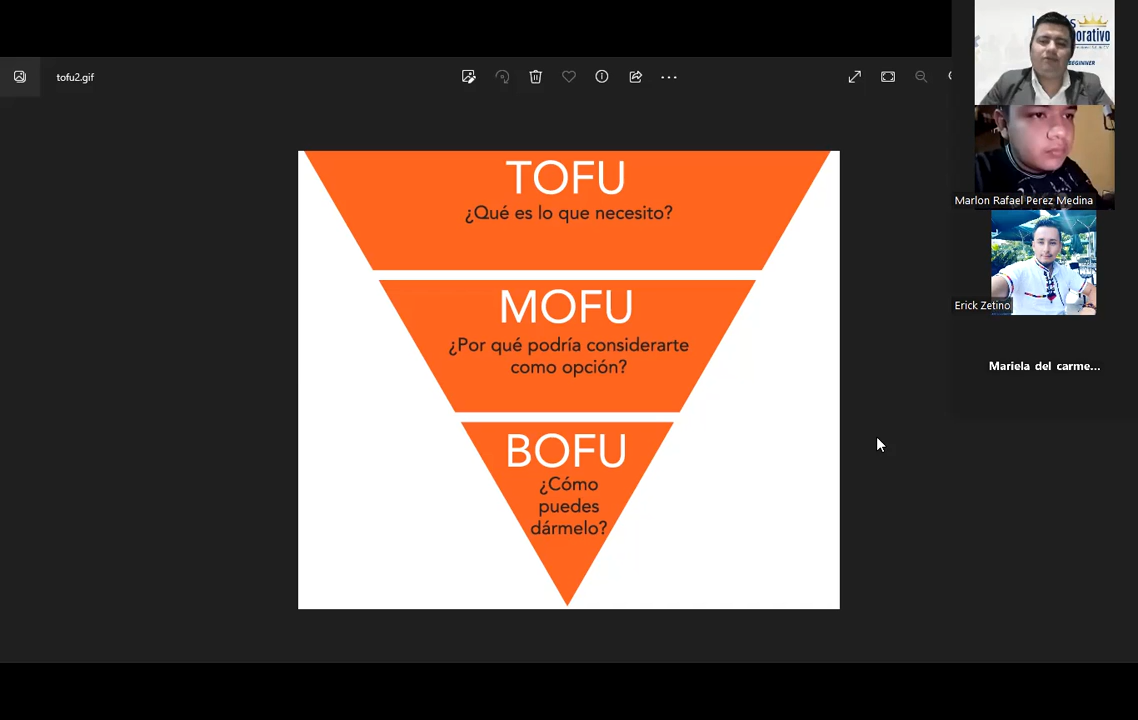 tofu2.gif
TOFU
¿Qué es lo que necesito?
MOFU
¿Por qué podría considerarte
como opción?
BOFU
¿Cómo
puedes
dármelo?
BEGINNER
Marlon Rafael Perez Medina
Erick Zetino
Mariela del carme...